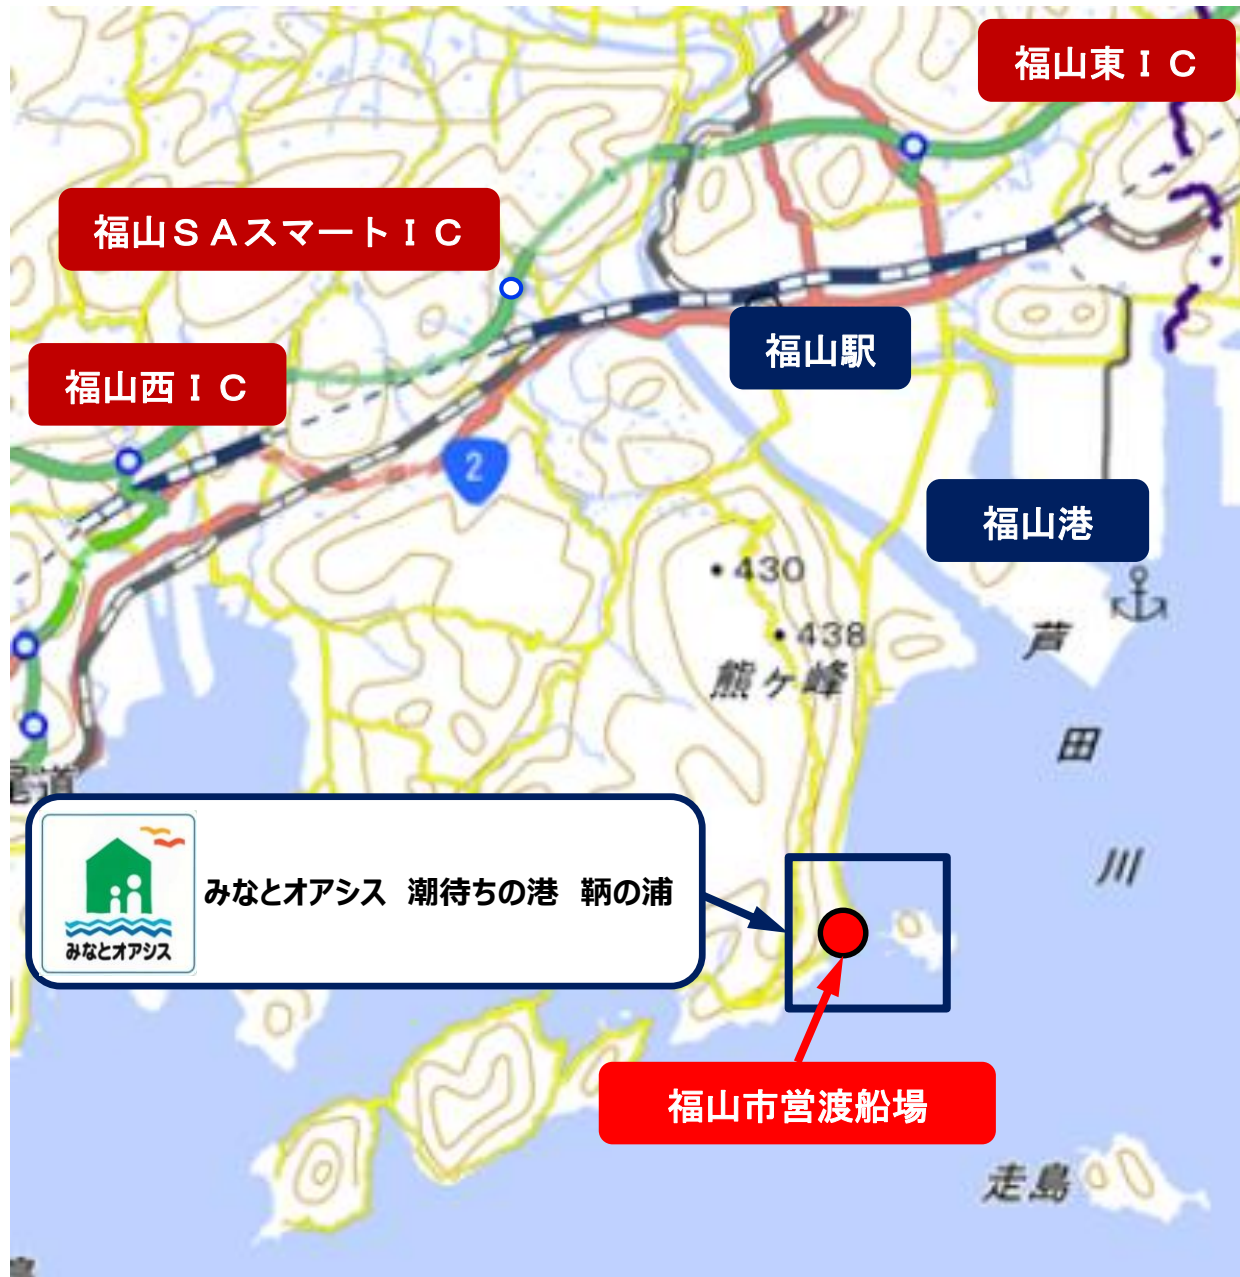 福山東ＩＣ
福山ＳＡスマートＩＣ
福山駅
福山西ＩＣ
2
福山港
430
438
熊ヶ峰
芦
田
川
尾道
みなとオアシス　潮待ちの港　鞆の浦
みなとオアシス
福山市営渡船場
走島